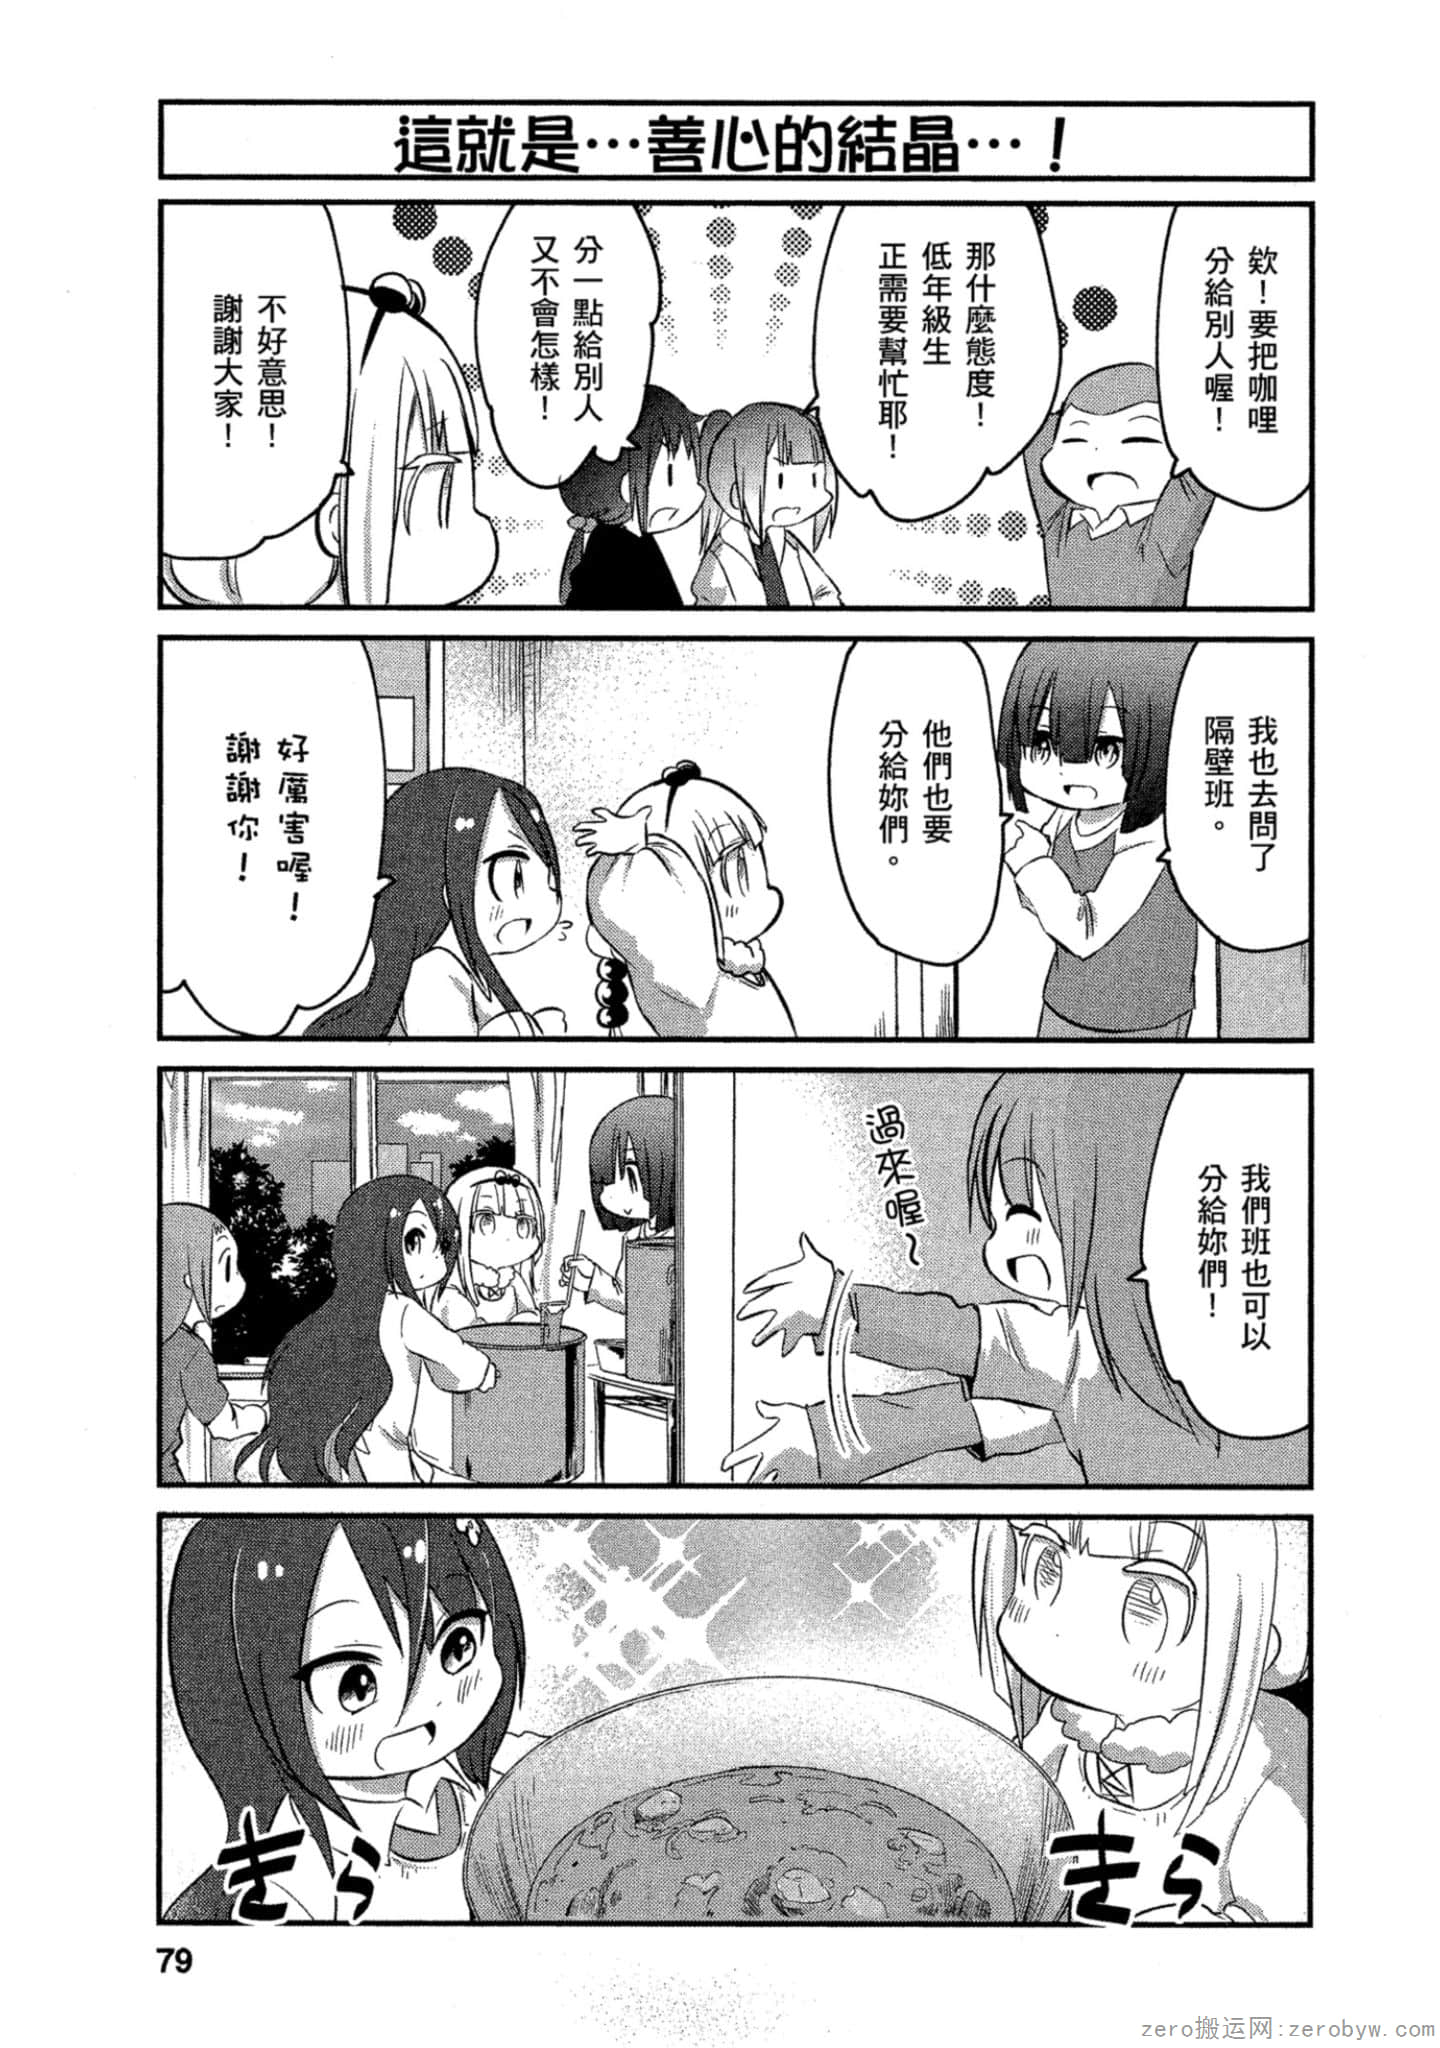 這就是…善心的結晶…！
欸！要把咖哩
分給別人喔！
那什麼態度！
低年級生
正需要幫忙耶！
分一點給別人
又不會怎樣！
不好意思！
謝謝大家！
我也去問了
隔壁班。
他們也要
分給妳們。
好厲害喔！
謝謝你！
我們班也可以
分給妳們！
過來喔～
きら
きら
79
zero搬运网:zerobyw.com